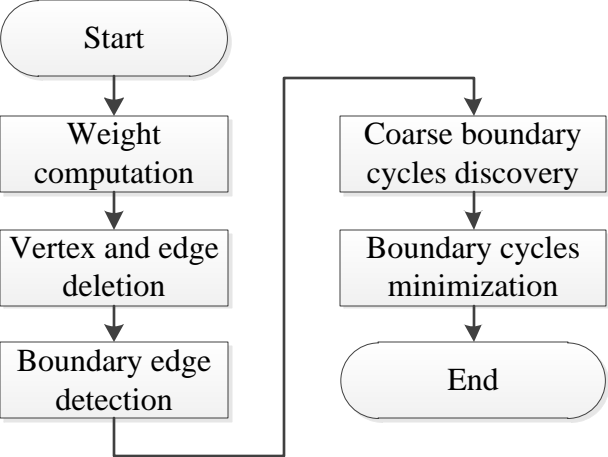 Start
Weight
computation
Vertex and edge
deletion
Boundary edge
detection
Coarse boundary
cycles discovery
Boundary cycles
minimization
End